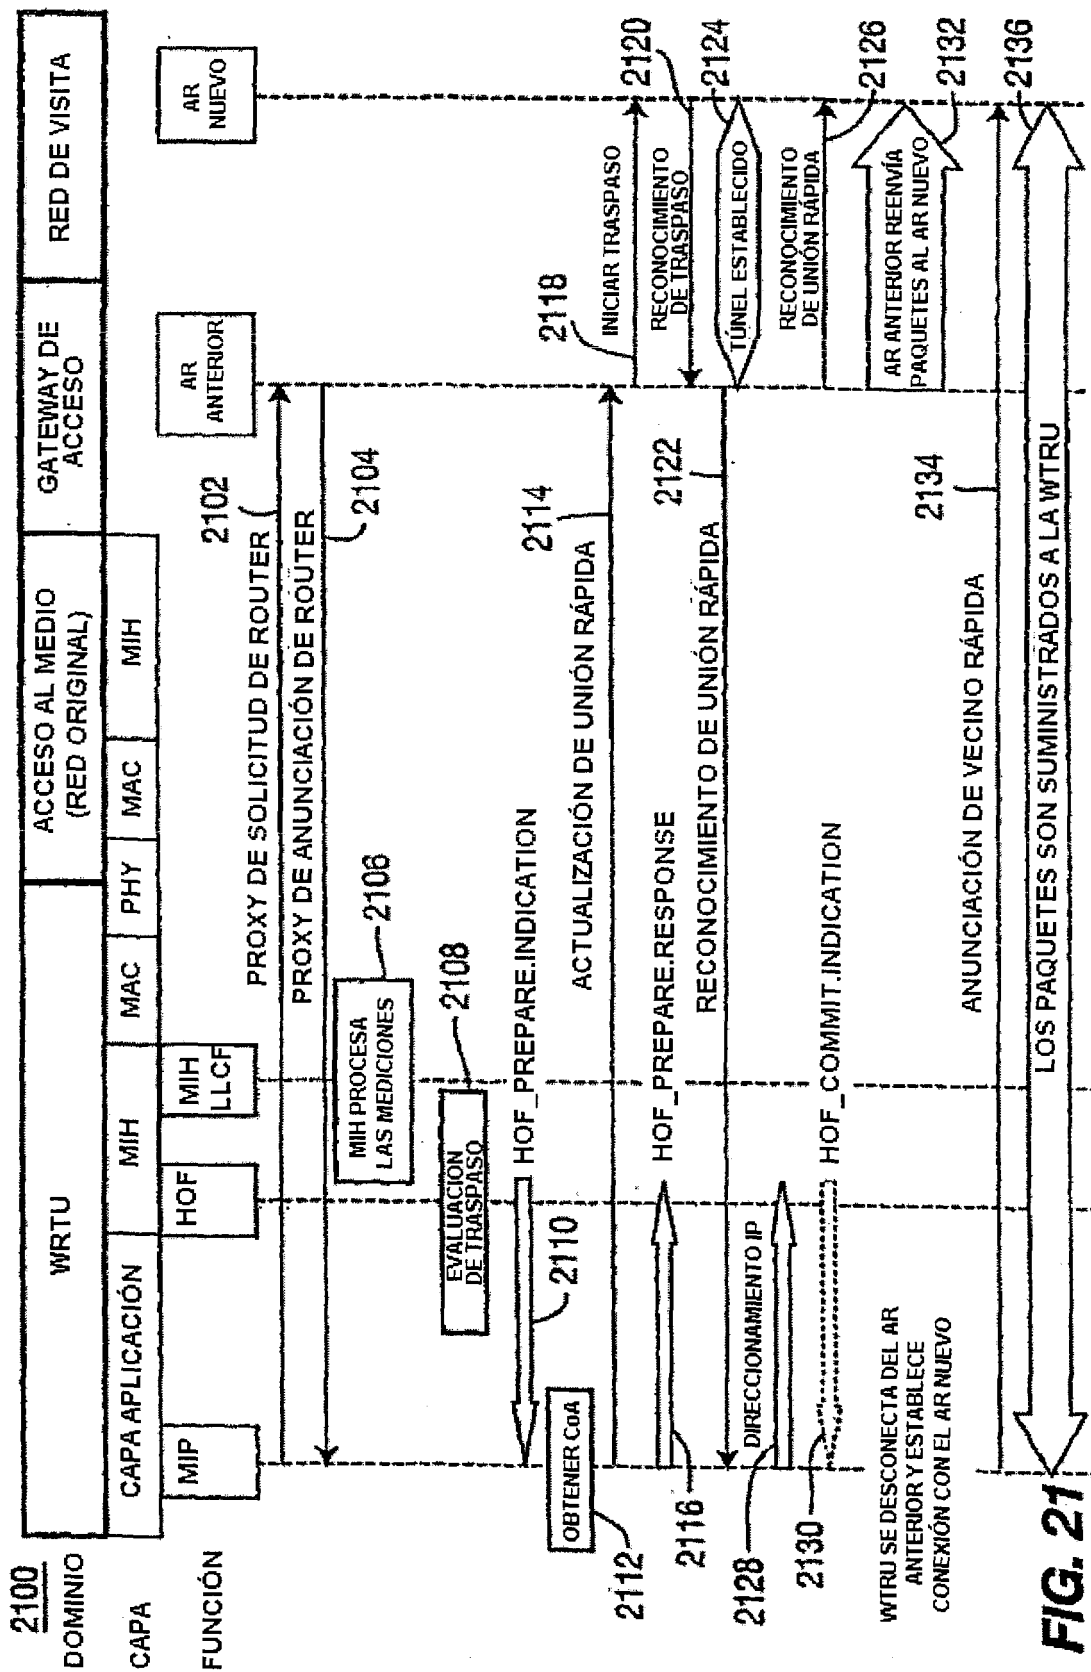 2100
DOMINIO
WRTU
ACCESO AL MEDIO
(RED ORIGINAL)
GATEWAY DE
ACCESO
RED DE VISITA
CAPA
CAPA APLICACIÓN
MIH
MAC
PHY
MAC
MIH
FUNCIÓN
MIP
HOF
MIH
LLCF
AR
ANTERIOR
AR
NUEVO
PROXY DE SOLICITUD DE ROUTER
2102
PROXY DE ANUNCIACIÓN DE ROUTER
2104
MIH PROCESA
LAS MEDICIONES
2106
EVALUACION
DE TRASPASO
2108
HOF_PREPARE.INDICATION
2110
OBTENER CoA
2112
ACTUALIZACIÓN DE UNIÓN RÁPIDA
2114
INICIAR TRASPASO
2118
HOF_PREPARE.RESPONSE
2116
RECONOCIMIENTO
DE TRASPASO
2120
RECONOCIMIENTO DE UNIÓN RÁPIDA
2122
TÚNEL ESTABLECIDO
2124
DIRECCIONAMIENTO IP
2128
RECONOCIMIENTO
DE UNIÓN RÁPIDA
2126
HOF_COMMIT.INDICATION
2130
AR ANTERIOR REENVÍA
PAQUETES AL AR NUEVO
2132
WTRU SE DESCONECTA DEL AR
ANTERIOR Y ESTABLECE
CONEXIÓN CON EL AR NUEVO
ANUNCIACIÓN DE VECINO RÁPIDA
2134
LOS PAQUETES SON SUMINISTRADOS A LA WTRU
2136
FIG. 21